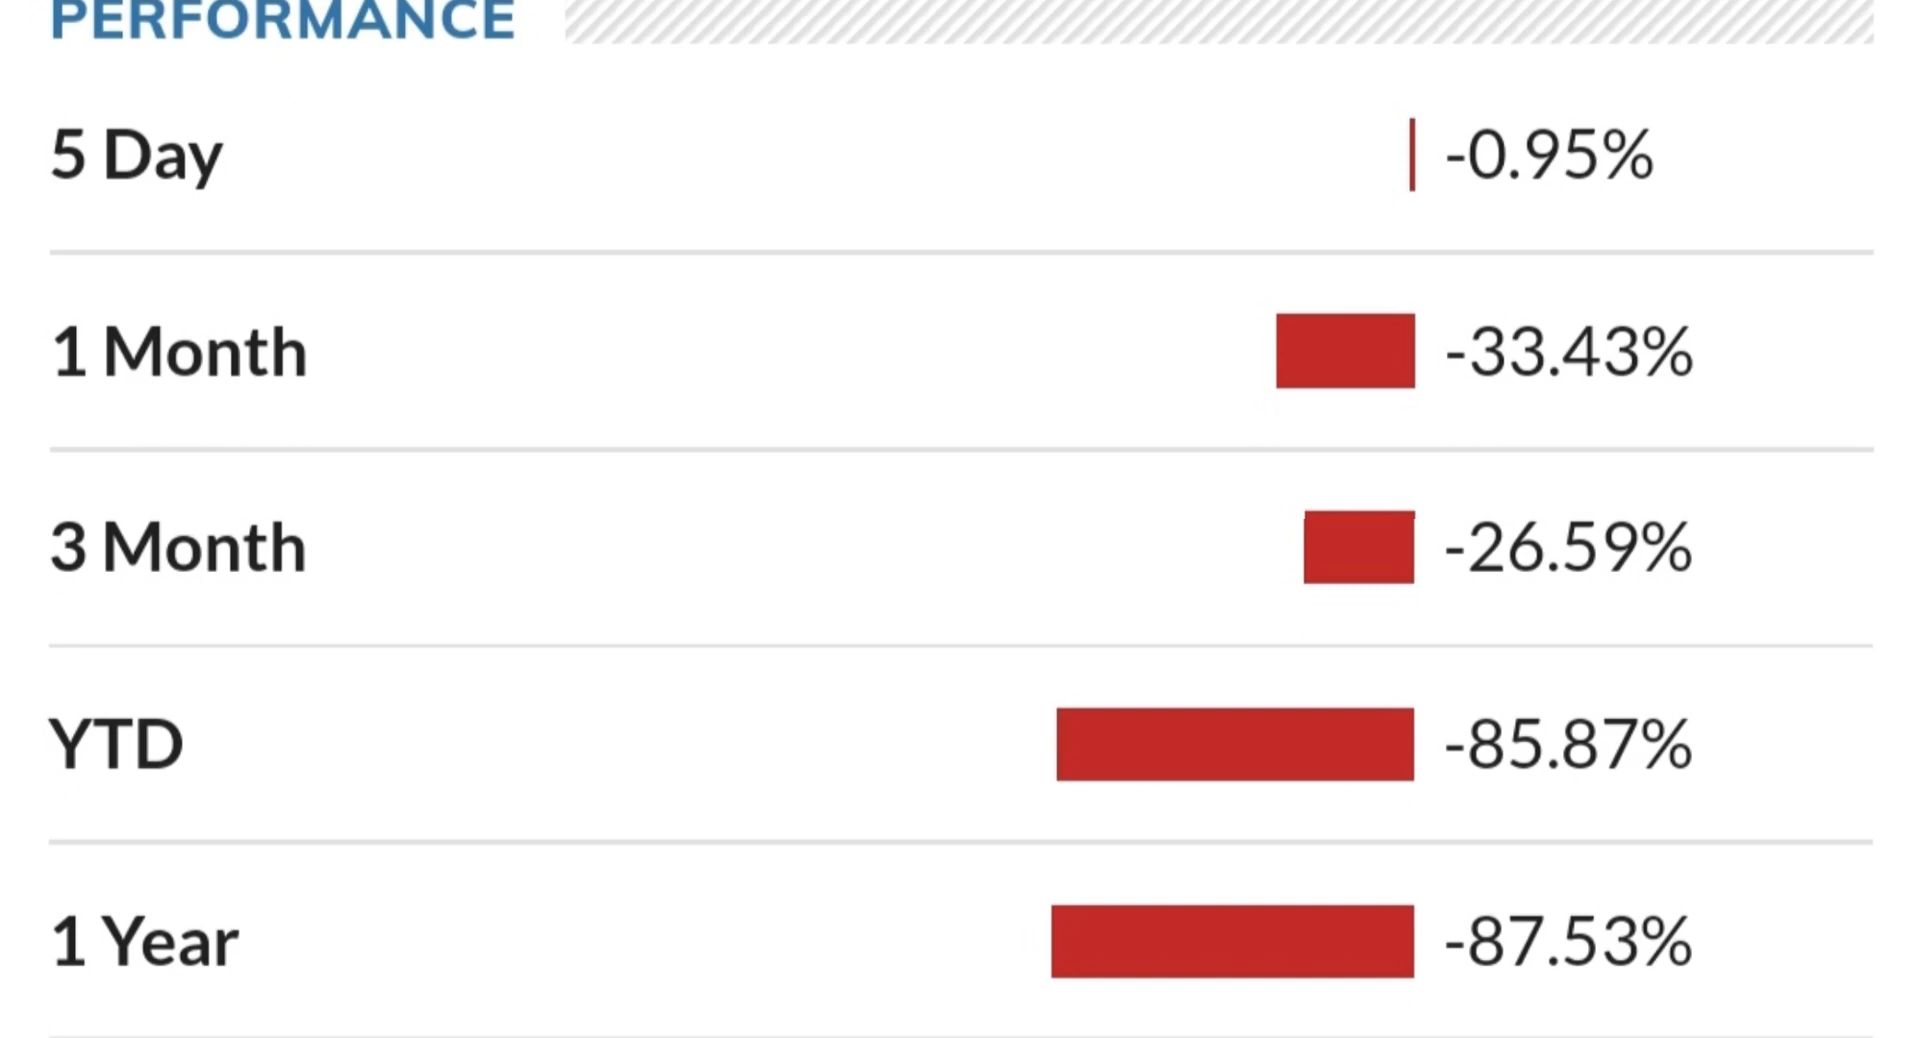 PERFORMANCE
5 Day -0.95%
1 Month -33.43%
3 Month -26.59%
YTD -85.87%
1 Year -87.53%